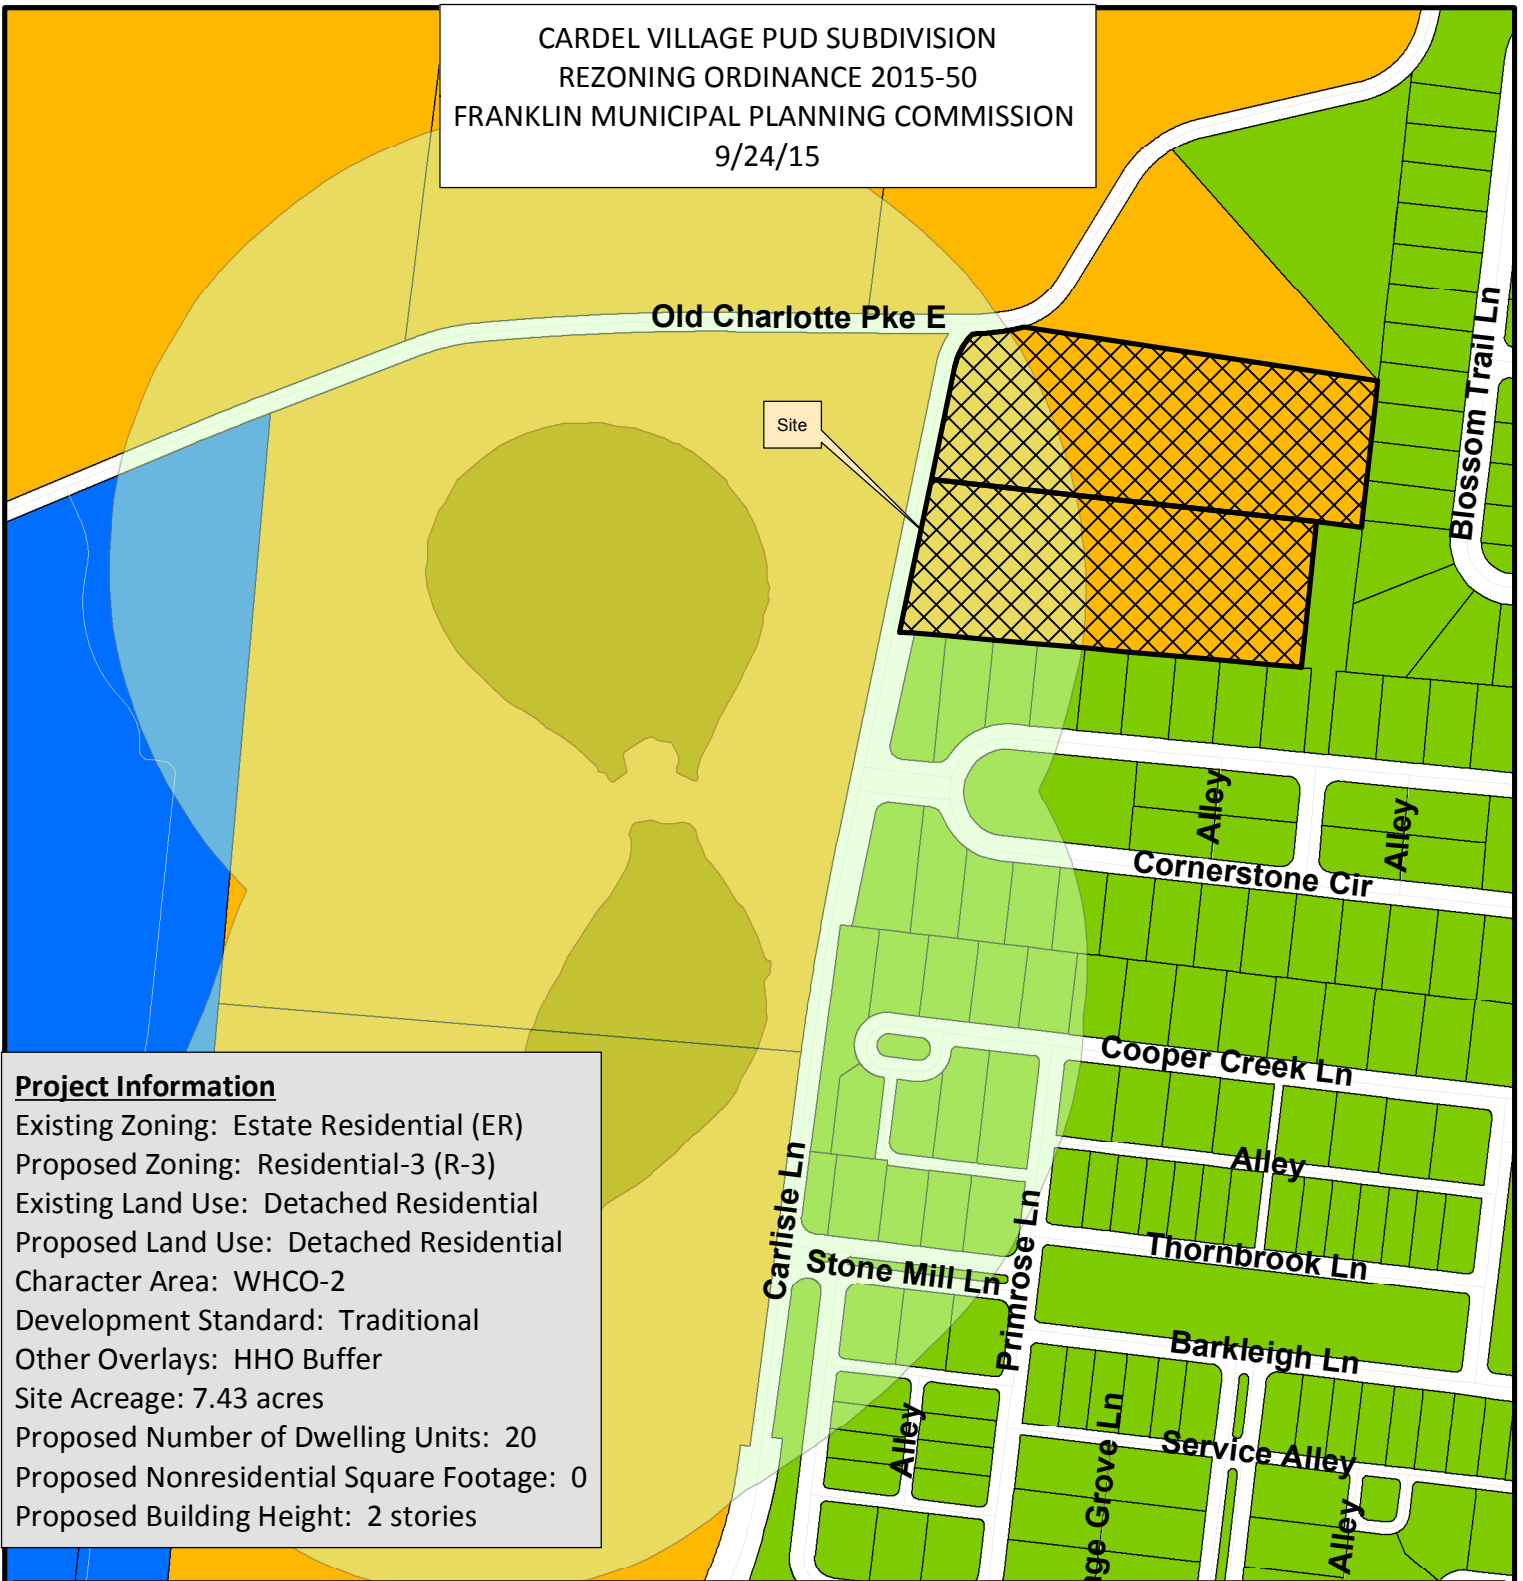 CARDEL VILLAGE PUD SUBDIVISION
REZONING ORDINANCE 2015-50
FRANKLIN MUNICIPAL PLANNING COMMISSION
9/24/15
Old Charlotte Pke E
Site
Blossom Trail Ln
Alley
Alley
Cornerstone Cir
Cooper Creek Ln
Alley
Carlisle Ln
Primrose Ln
Thornbrook Ln
Stone Mill Ln
Barkleigh Ln
Alley
Grove Ln
Service Alley
Alley
Project Information
Existing Zoning: Estate Residential (ER)
Proposed Zoning: Residential-3 (R-3)
Existing Land Use: Detached Residential
Proposed Land Use: Detached Residential
Character Area: WHCO-2
Development Standard: Traditional
Other Overlays: HHO Buffer
Site Acreage: 7.43 acres
Proposed Number of Dwelling Units: 20
Proposed Nonresidential Square Footage: 0
Proposed Building Height: 2 stories